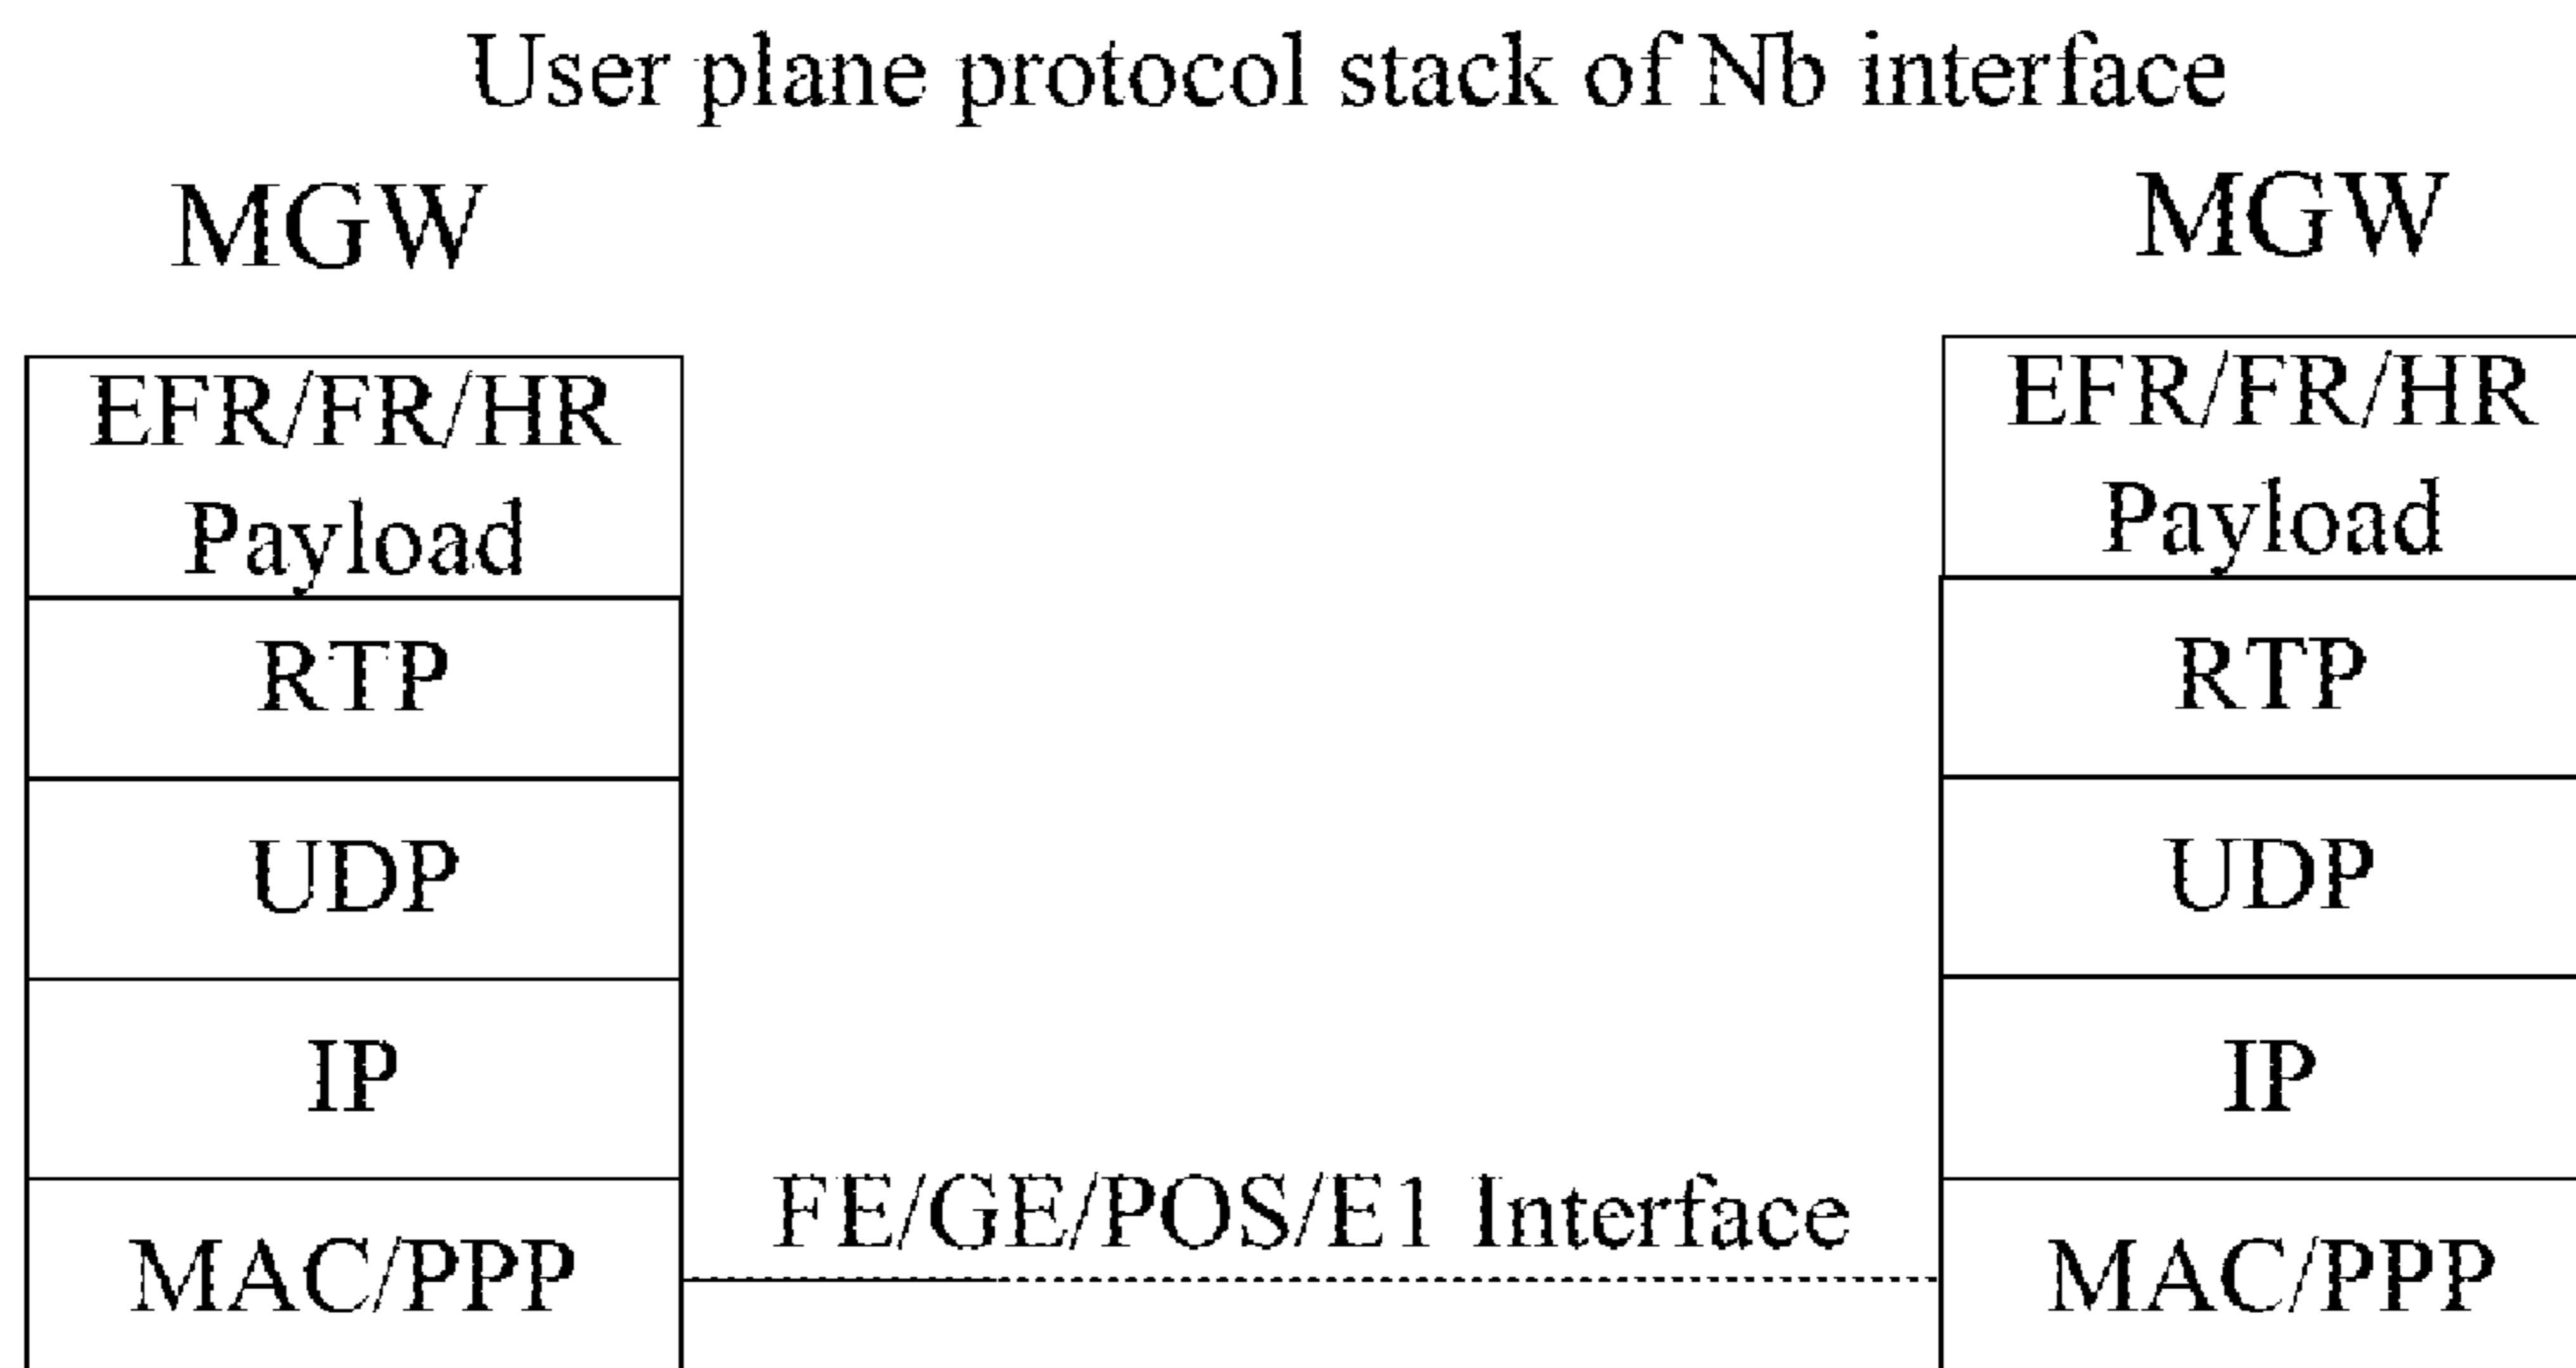 User plane protocol stack of Nb interface
MGW
MGW
EFR/FR/HR
Payload
RTP
UDP
IP
MAC/PPP
FE/GE/POS/E1 Interface
EFR/FR/HR
Payload
RTP
UDP
IP
MAC/PPP